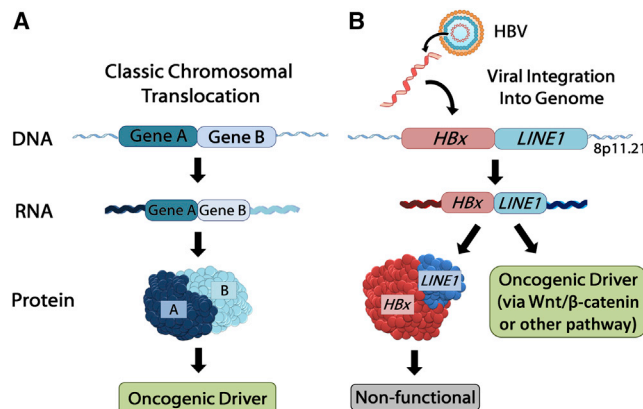 A
Classic Chromosomal
Translocation
DNA
Gene A
Gene B
RNA
Gene A
Gene B
Protein
A
B
Oncogenic Driver
B
HBV
Viral Integration
Into Genome
HBx
LINE1
8p11.21
HBx
LINE1
HBx
LINE1
Oncogenic Driver
(via Wnt/β-catenin
or other pathway)
Non-functional